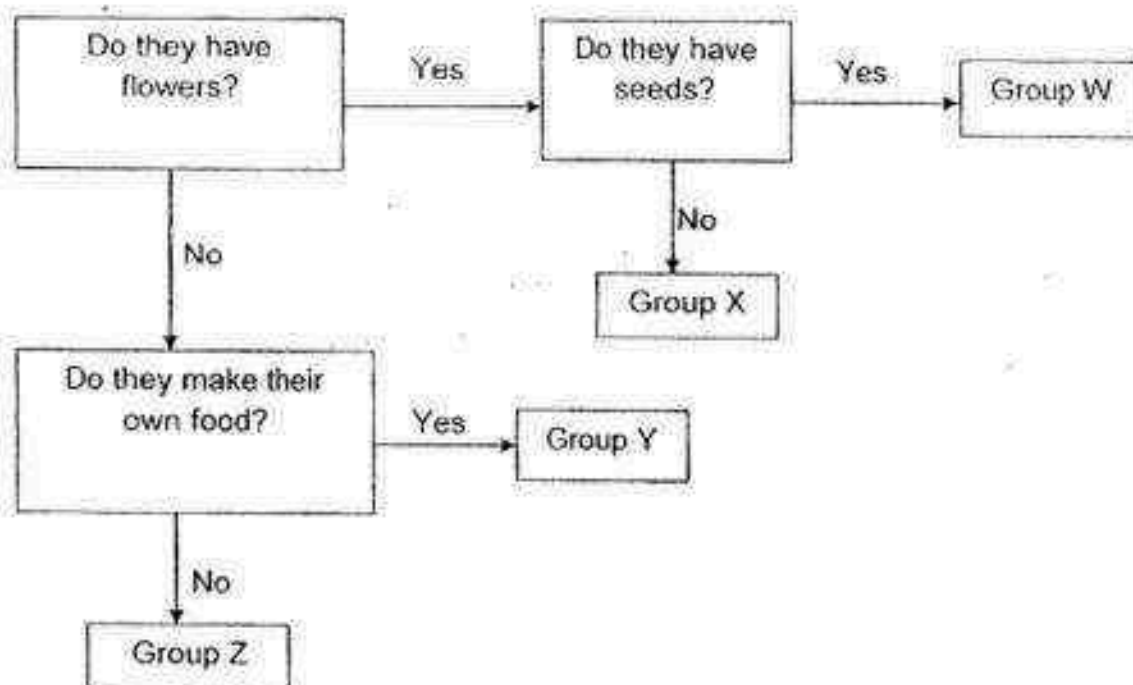 Do they have
flowers?
Yes
Do they have
seeds?
Yes
Group W
No
No
Group X
Do they make their
own food?
Yes
Group Y
No
Group Z